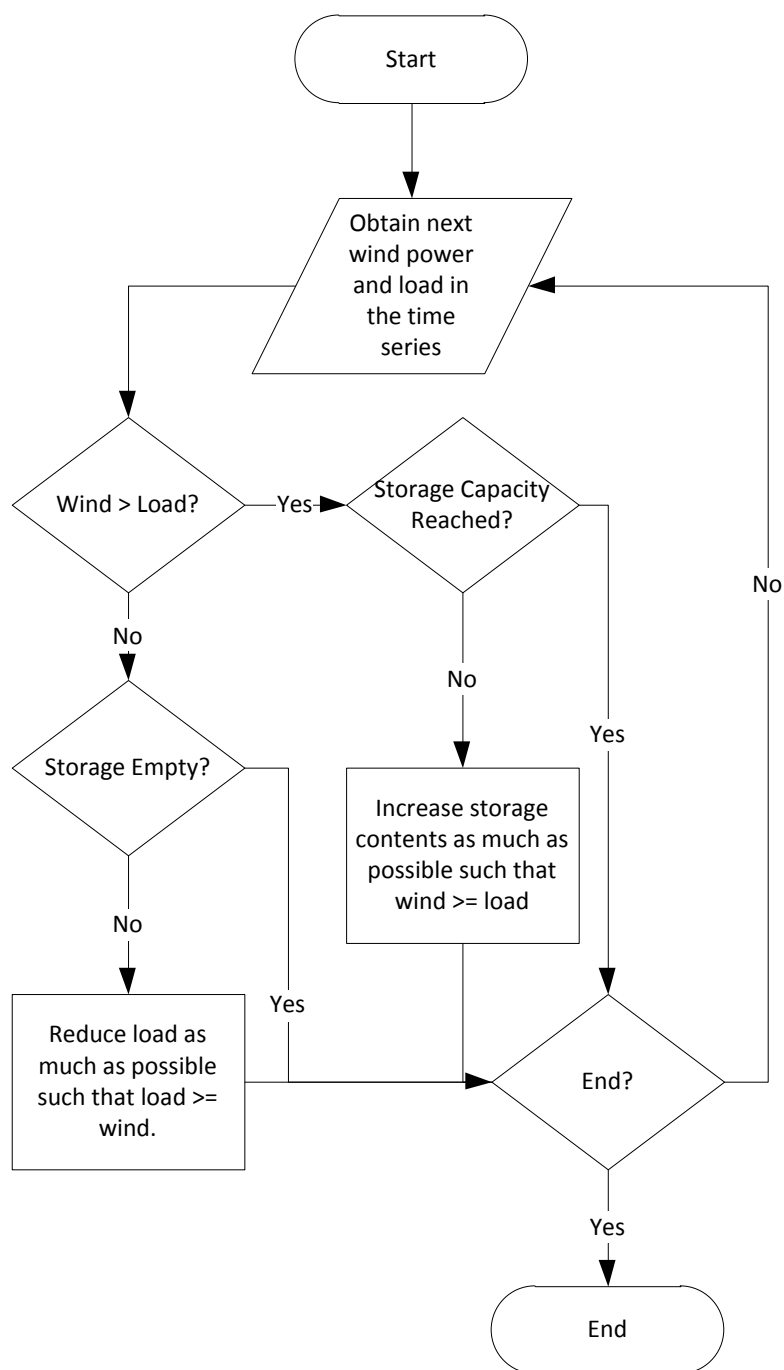 Start
Obtain next
wind power
and load in
the time
series
Wind > Load?
Yes
Storage Capacity
Reached?
No
No
No
Yes
Storage Empty?
Increase storage
contents as much as
possible such that
wind >= load
No
Yes
Reduce load as
much as possible
such that load >=
wind.
End?
Yes
End